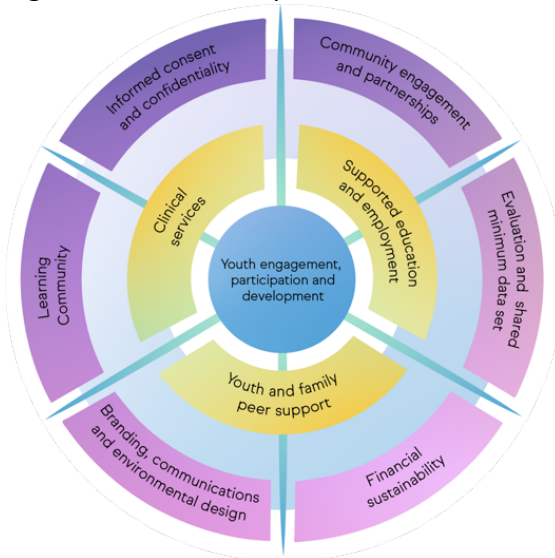 Informed consent
and confidentiality
Community engagement
and partnerships
Clinical
services
Supported education
and employment
Evaluation and shared
minimum data set
Learning
Community
Youth engagement,
participation and
development
Youth and family
peer support
Branding, communications
and environmental design
Financial
sustainability